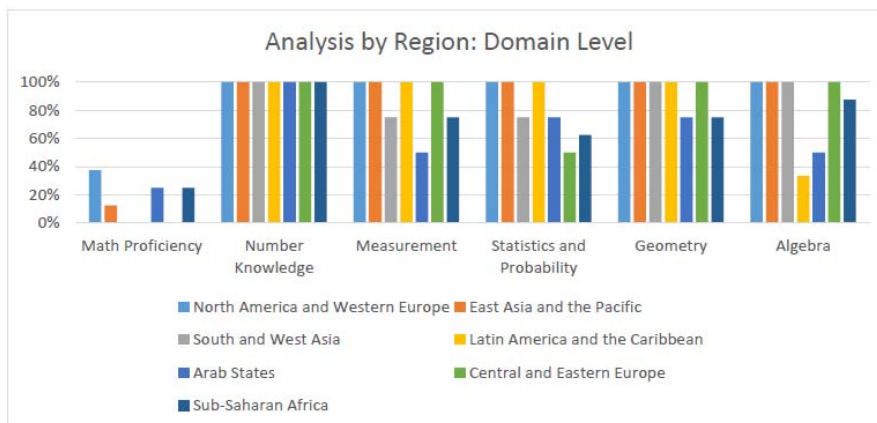 Analysis by Region: Domain Level
100%
80%
60%
40%
20%
0%
Math Proficiency
Number
Knowledge
Measurement
Statistics and
Probability
Geometry
Algebra
North America and Western Europe
East Asia and the Pacific
South and West Asia
Latin America and the Caribbean
Arab States
Central and Eastern Europe
Sub-Saharan Africa